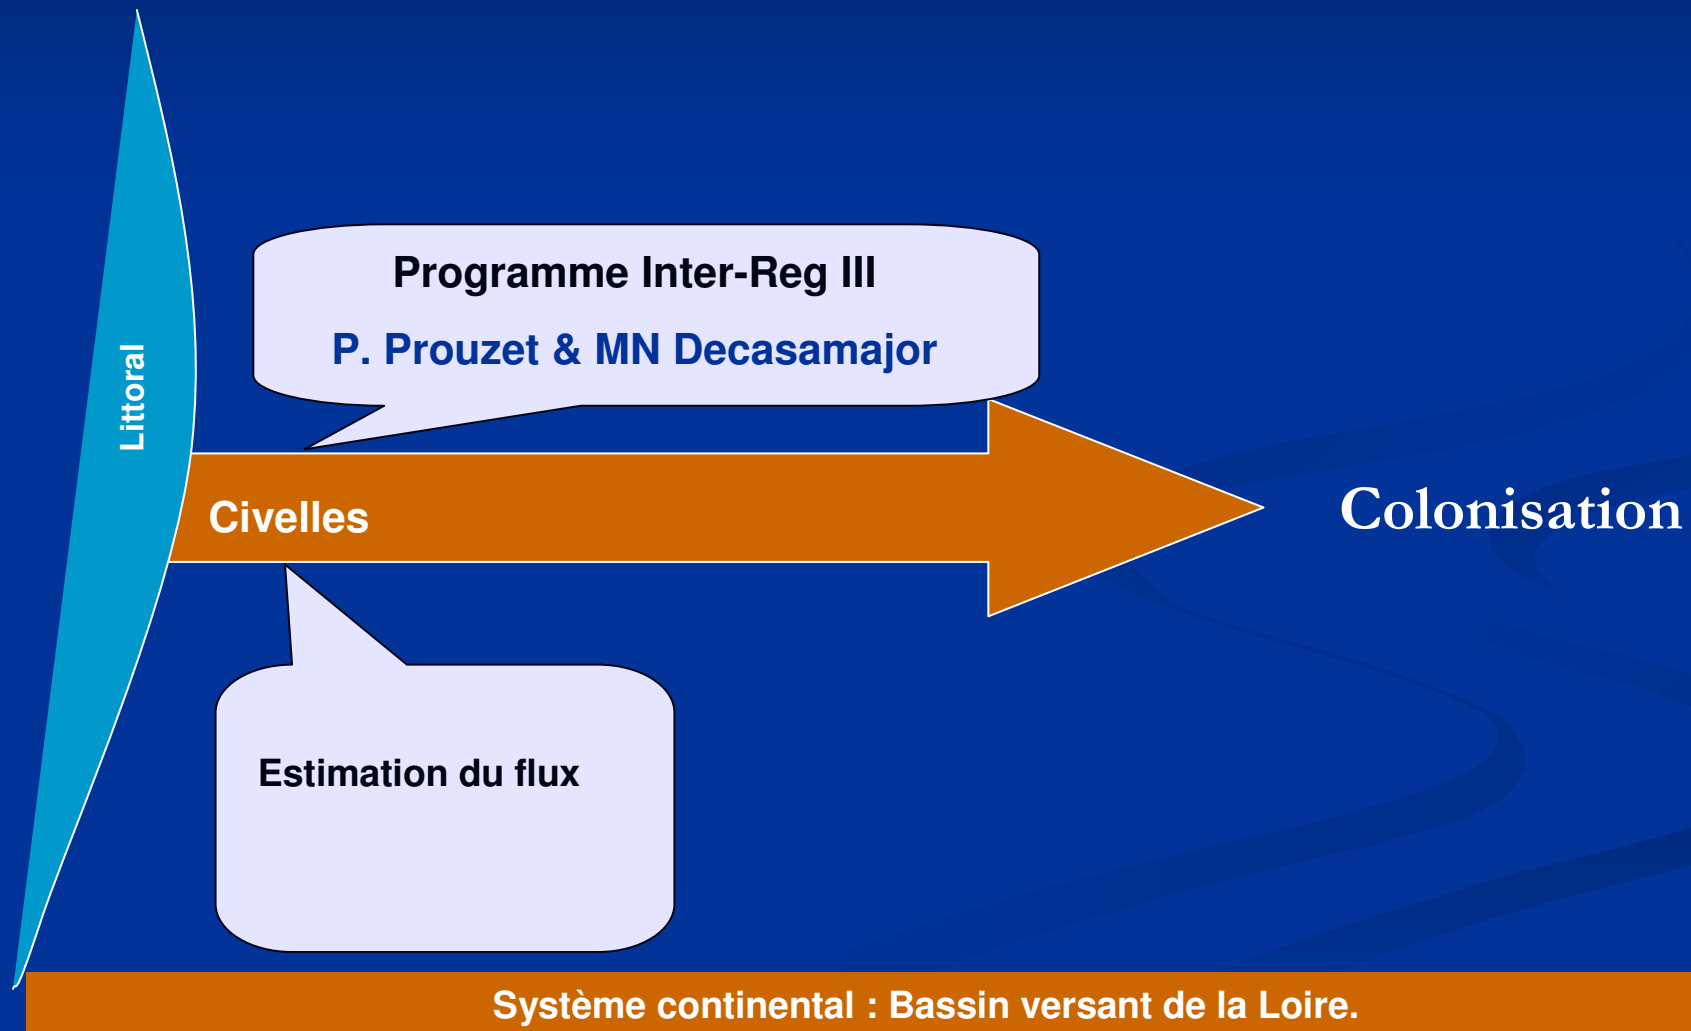 Programme Inter-Reg III
P. Prouzet & MN Decasamajor
Littoral
Civelles
Colonisation
Estimation du flux
Système continental : Bassin versant de la Loire.